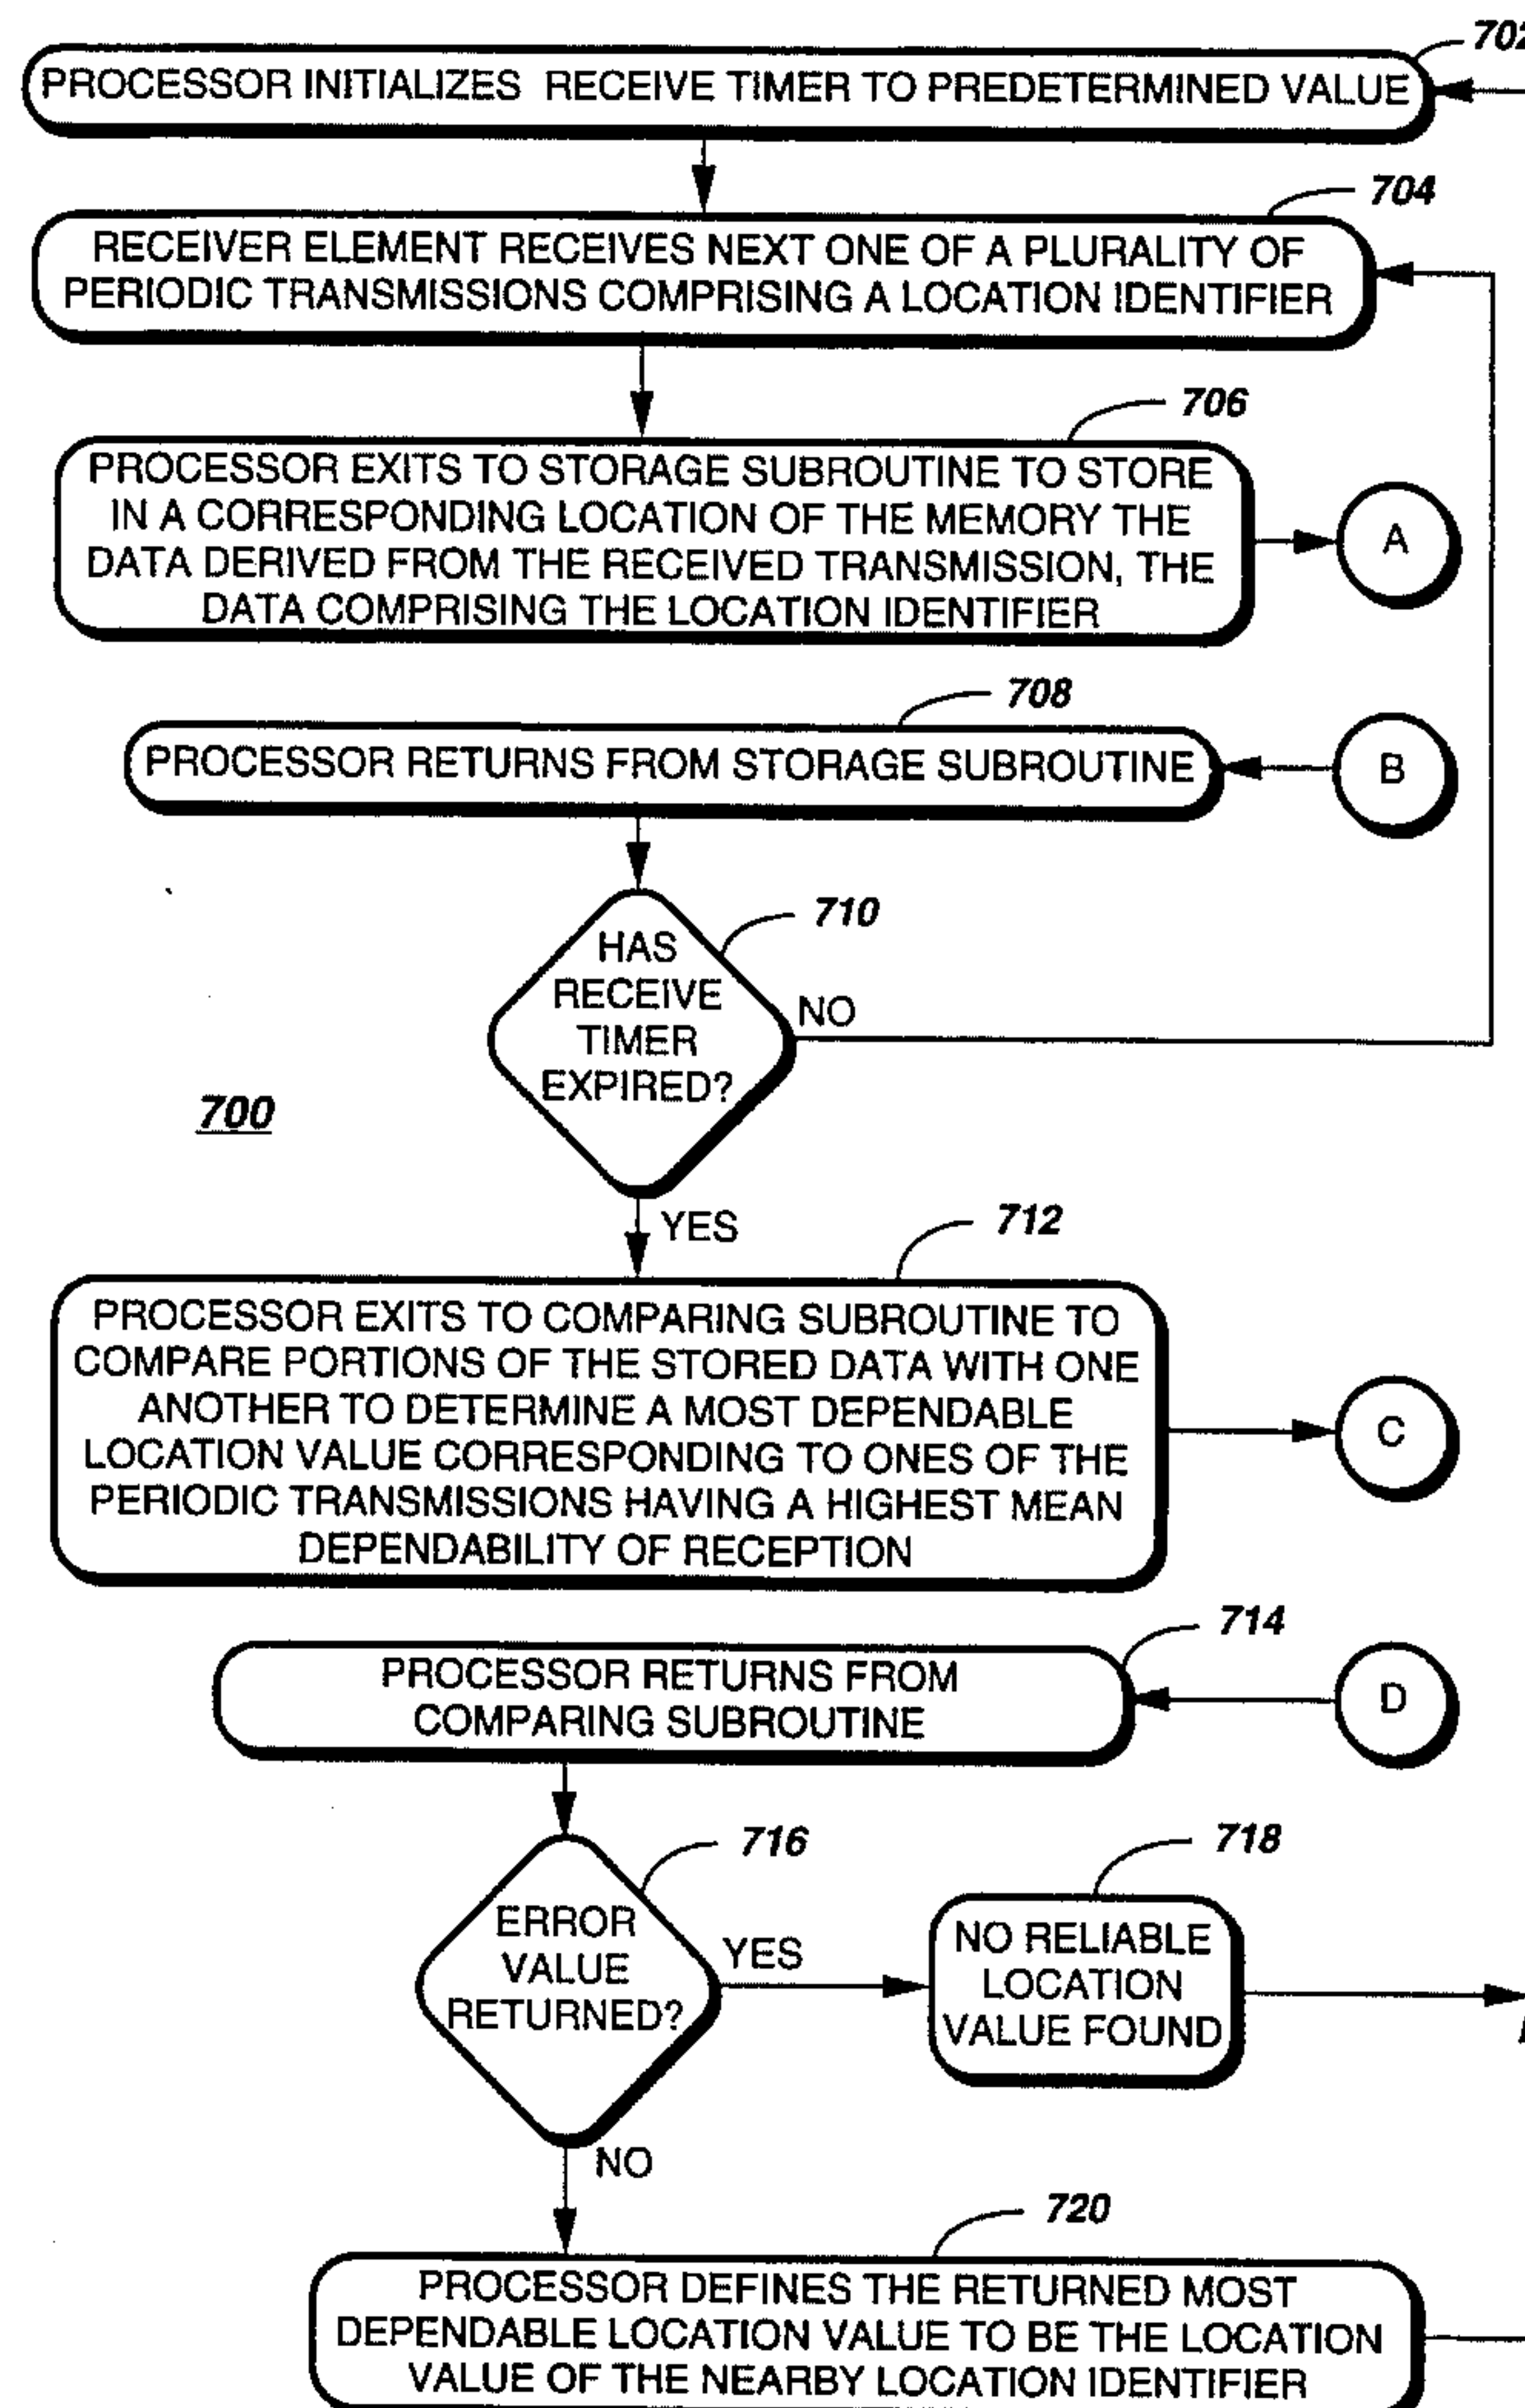 702
PROCESSOR INITIALIZES RECEIVE TIMER TO PREDETERMINED VALUE
704
RECEIVER ELEMENT RECEIVES NEXT ONE OF A PLURALITY OF
PERIODIC TRANSMISSIONS COMPRISING A LOCATION IDENTIFIER
706
PROCESSOR EXITS TO STORAGE SUBROUTINE TO STORE
IN A CORRESPONDING LOCATION OF THE MEMORY THE
DATA DERIVED FROM THE RECEIVED TRANSMISSION, THE
DATA COMPRISING THE LOCATION IDENTIFIER
A
708
PROCESSOR RETURNS FROM STORAGE SUBROUTINE
B
710
HAS
RECEIVE
TIMER
EXPIRED?
NO
700
YES
712
PROCESSOR EXITS TO COMPARING SUBROUTINE TO
COMPARE PORTIONS OF THE STORED DATA WITH ONE
ANOTHER TO DETERMINE A MOST DEPENDABLE
LOCATION VALUE CORRESPONDING TO ONES OF THE
PERIODIC TRANSMISSIONS HAVING A HIGHEST MEAN
DEPENDABILITY OF RECEPTION
C
714
PROCESSOR RETURNS FROM
COMPARING SUBROUTINE
D
716
ERROR
VALUE
RETURNED?
YES
718
NO RELIABLE
LOCATION
VALUE FOUND
NO
720
PROCESSOR DEFINES THE RETURNED MOST
DEPENDABLE LOCATION VALUE TO BE THE LOCATION
VALUE OF THE NEARBY LOCATION IDENTIFIER